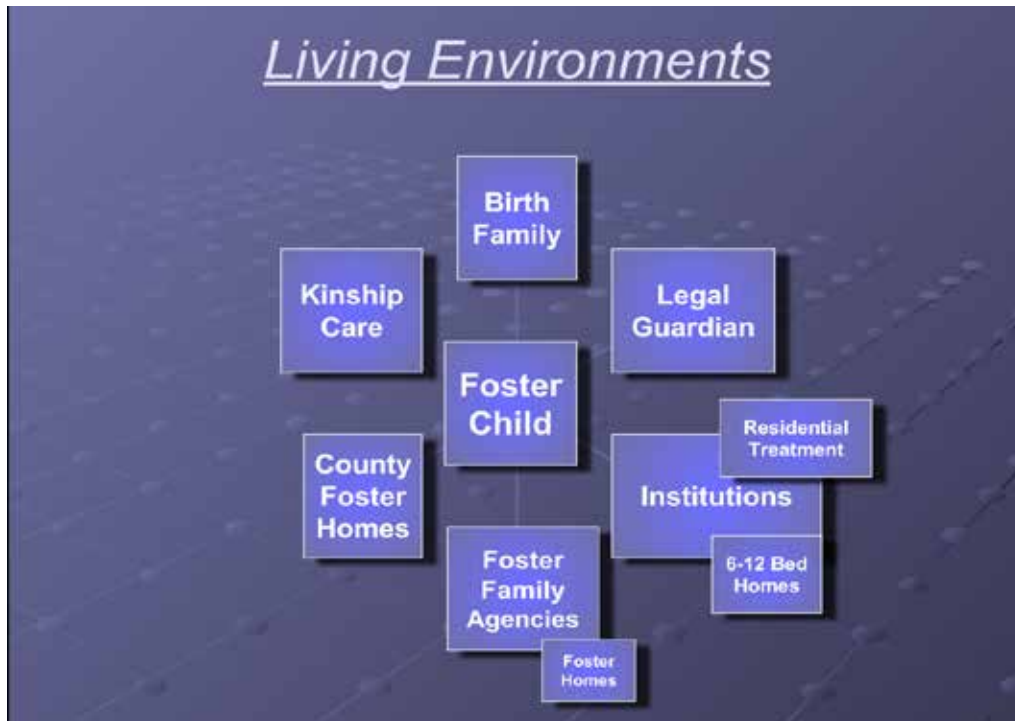 Living Environments
Birth
Family
Kinship
Care
Legal
Guardian
Foster
Child
Residential
Treatment
County
Foster
Homes
Institutions
Foster
Family
Agencies
6-12 Bed
Homes
Foster
Homes